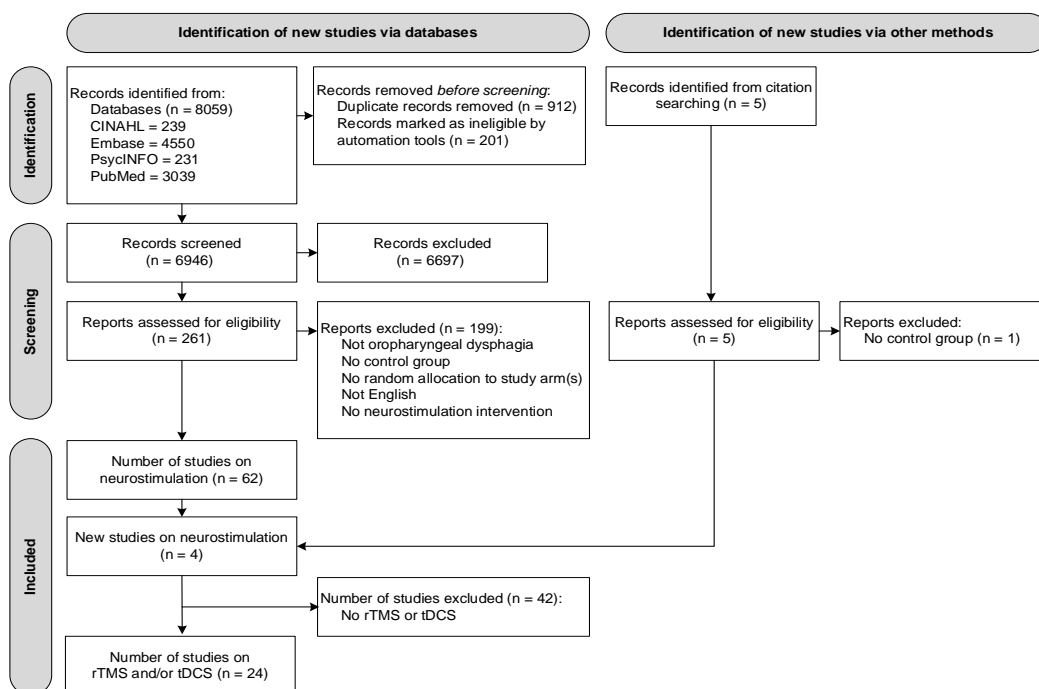 Identification of new studies via databases
Identification of new studies via other methods
Identification
Records identified from:
Databases (n = 8059)
CINAHL = 239
Embase = 4550
PsycINFO = 231
PubMed = 3039
Records removed before screening:
Duplicate records removed (n = 912)
Records marked as ineligible by
automation tools (n = 201)
Records identified from citation
searching (n = 5)
Screening
Records screened
(n = 6946)
Records excluded
(n = 6697)
Reports assessed for eligibility
(n = 261)
Reports excluded (n = 199):
Not oropharyngeal dysphagia
No control group
No random allocation to study arm(s)
Not English
No neurostimulation intervention
Reports assessed for eligibility
(n = 5)
Reports excluded:
No control group (n = 1)
Included
Number of studies on
neurostimulation (n = 62)
New studies on neurostimulation
(n = 4)
Number of studies excluded (n = 42):
No rTMS or tDCS
Number of studies on
rTMS and/or tDCS (n = 24)